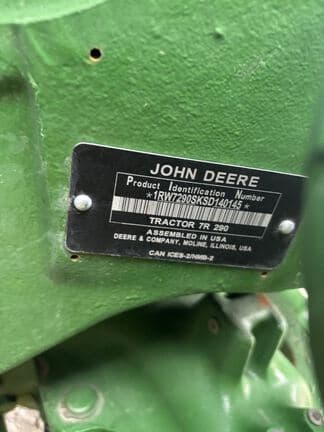 JOHN DEERE
Product Identification Number
*1RW7290SKSD140145*
TRACTOR 7R 290
ASSEMBLED IN USA
DEERE & COMPANY, MOLINE, ILLINOIS, USA
CAN ICES-2/NMB-2